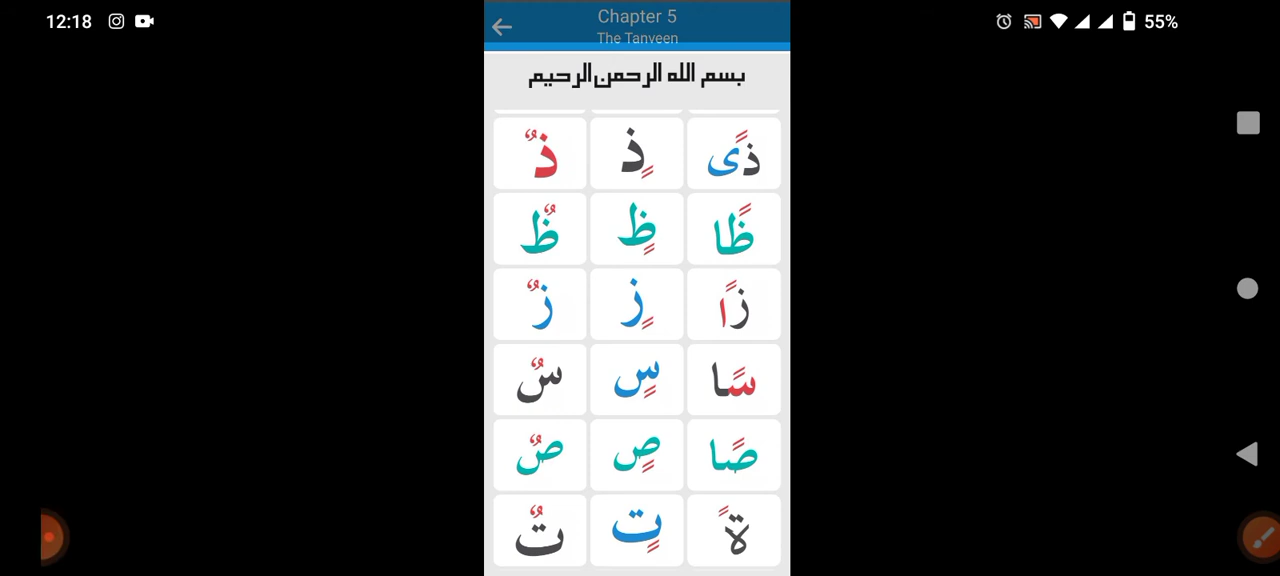 12:18
55%
Chapter 5
The Tanveen
بسم الله الرحمن الرحيم
ذًى ذٍ ذٌ
ظًا ظٍ ظٌ
زًا زٍ زٌ
سًا سٍ سٌ
صًا صٍ صٌ
ةً تٍ تٌ